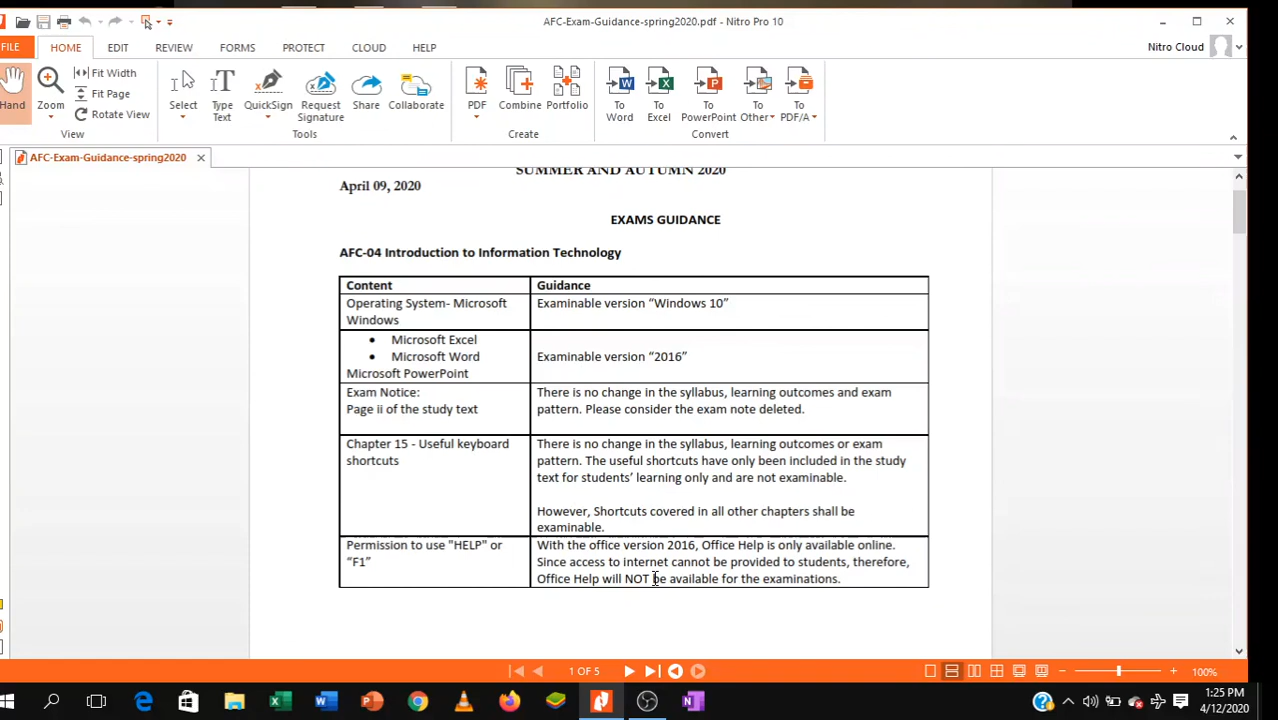 AFC-Exam-Guidance-spring2020.pdf - Nitro Pro 10
FILE HOME EDIT REVIEW FORMS PROTECT CLOUD HELP Nitro Cloud
Hand Zoom Fit Width Fit Page Rotate View
Select Type Text QuickSign Request Signature Share Collaborate
PDF Combine Portfolio
To Word To Excel To PowerPoint To Other To PDF/A
View Tools Create Convert
AFC-Exam-Guidance-spring2020
SUMMER AND AUTUMN 2020
April 09, 2020
EXAMS GUIDANCE
AFC-04 Introduction to Information Technology
Content Guidance
Operating System- Microsoft Windows
Examinable version “Windows 10”
• Microsoft Excel
• Microsoft Word
Microsoft PowerPoint
Examinable version “2016”
Exam Notice:
Page ii of the study text
There is no change in the syllabus, learning outcomes and exam
pattern. Please consider the exam note deleted.
Chapter 15 - Useful keyboard
shortcuts
There is no change in the syllabus, learning outcomes or exam
pattern. The useful shortcuts have only been included in the study
text for students’ learning only and are not examinable.
However, Shortcuts covered in all other chapters shall be
examinable.
Permission to use "HELP" or
“F1”
With the office version 2016, Office Help is only available online.
Since access to internet cannot be provided to students, therefore,
Office Help will NOT be available for the examinations.
1 OF 5
100%
1:25 PM
4/12/2020